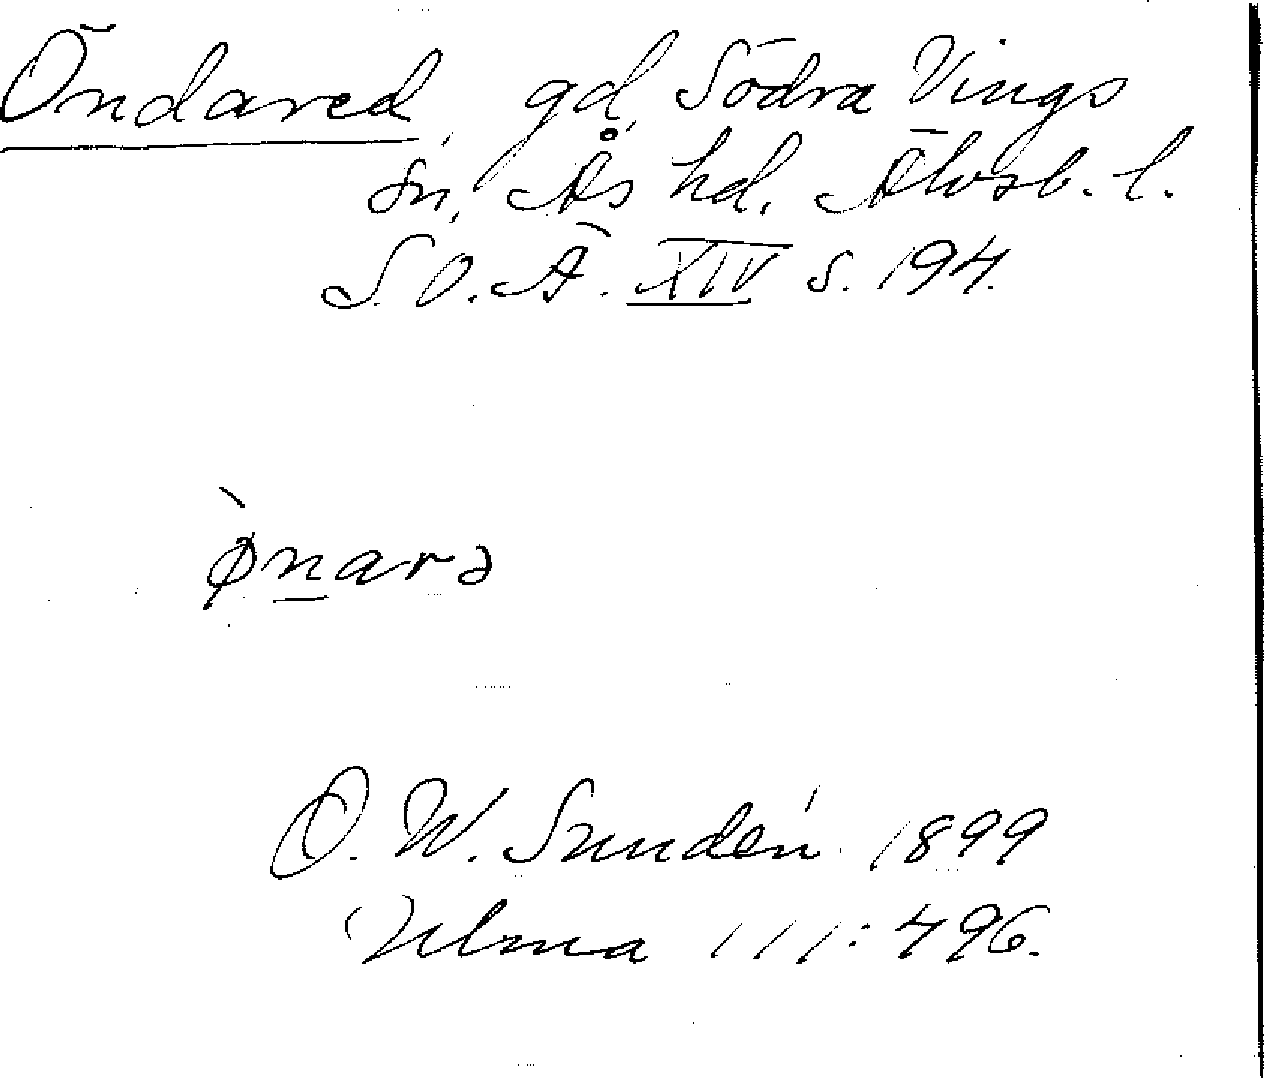 Öndared, gd, Södra Vings
sn, Ås hd, Älvsb. l.
S.O.Ä. XIV s. 194.
ø̀narə
O. W. Sundén 1899
Ulma 111:496.